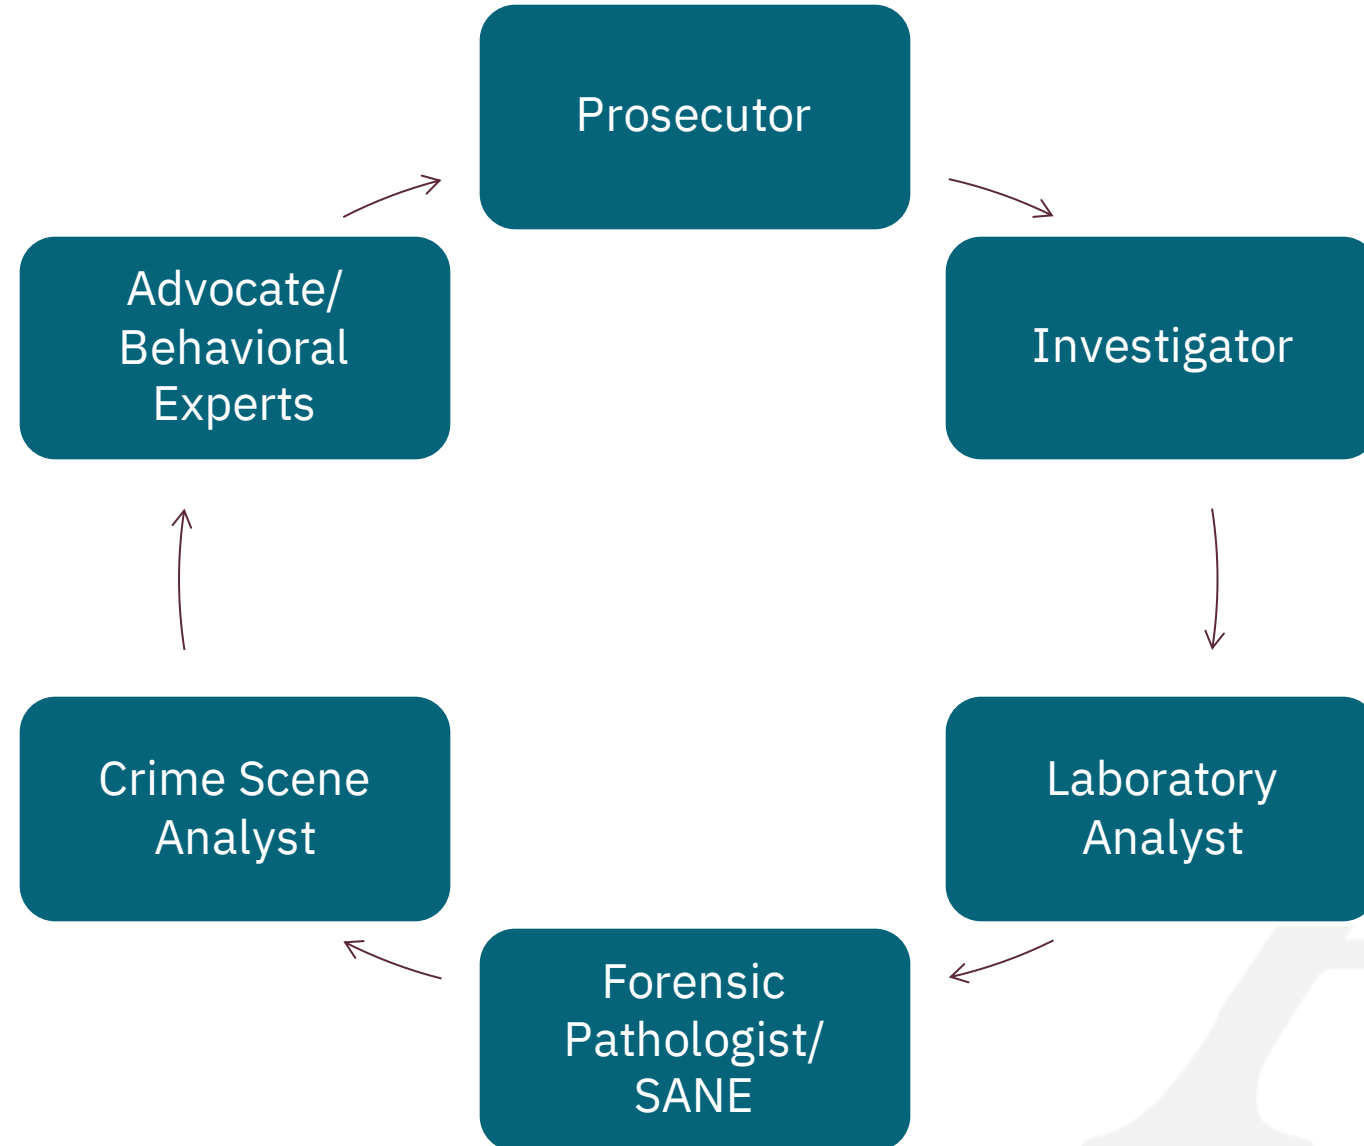 Prosecutor
Investigator
Laboratory
Analyst
Forensic
Pathologist/
SANE
Crime Scene
Analyst
Advocate/
Behavioral
Experts